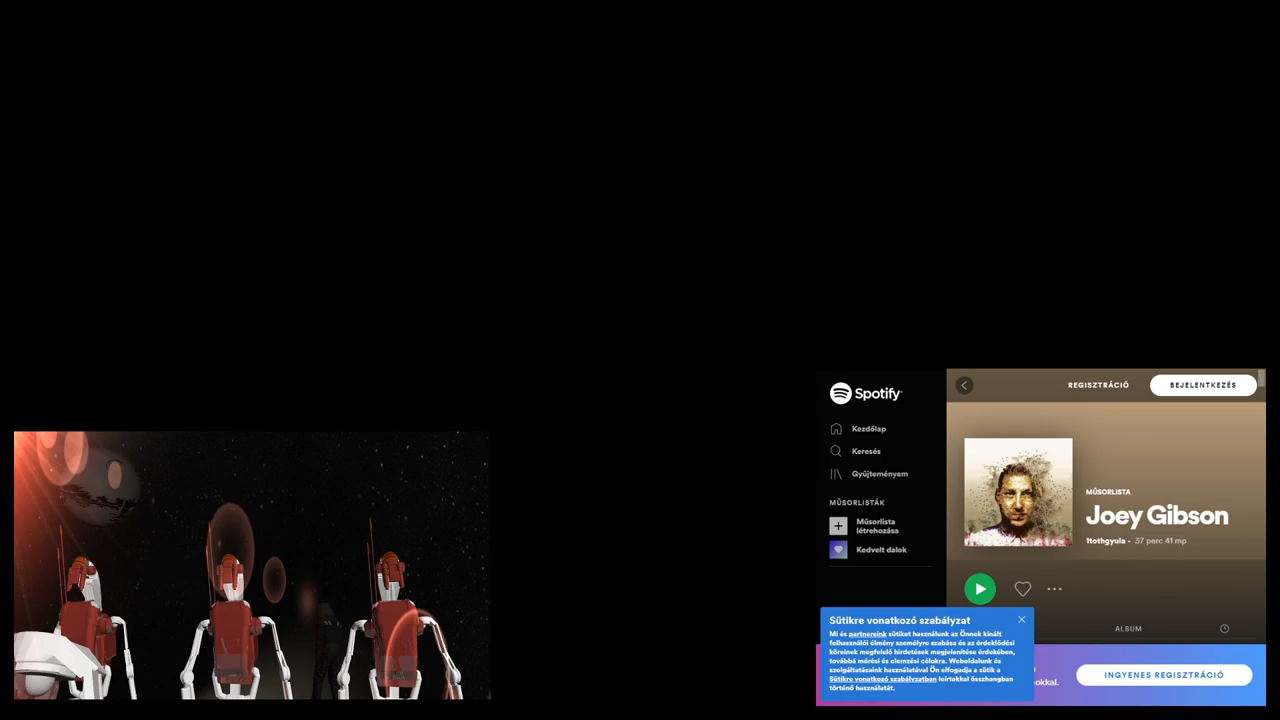 Spotify
Kezdőlap
Keresés
Gyűjteményem
MŰSORLISTÁK
Műsorlista
létrehozása
Kedvelt dalok
REGISZTRÁCIÓ
BEJELENTKEZÉS
MŰSORLISTA
Joey Gibson
1tothgyula • 37 perc 41 mp
ALBUM
Sütikre vonatkozó szabályzat
Mi és partnereink sütiket használunk az Önnek kínált
felhasználói élmény személyre szabása és az érdeklődési
köreinek megfelelő hirdetések megjelenítése érdekében,
továbbá mérési és elemzési célokra. Weboldalunk és
szolgáltatásaink használatával Ön elfogadja a sütik a
Sütikre vonatkozó szabályzatban leírtakkal összhangban
történő használatát.
okkal.
INGYENES REGISZTRÁCIÓ